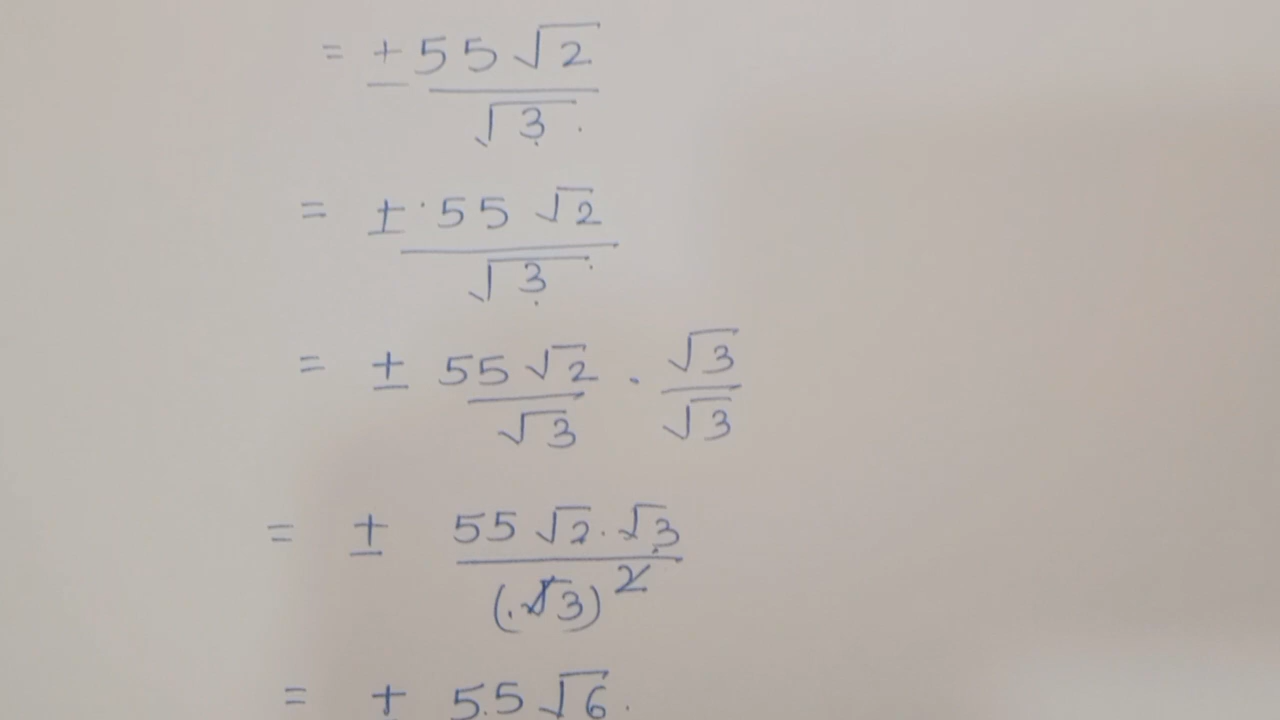 = ± 55√2 / √3
= ± 55√2 / √3
= ± 55√2 / √3 · √3 / √3
= ± 55√2·√3 / (√3)²
= ± 55√6